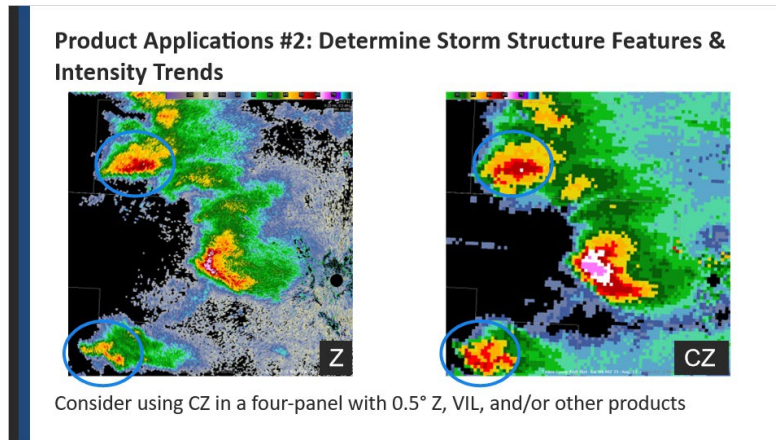 Product Applications #2: Determine Storm Structure Features &
Intensity Trends
Z
CZ
Consider using CZ in a four-panel with 0.5° Z, VIL, and/or other products